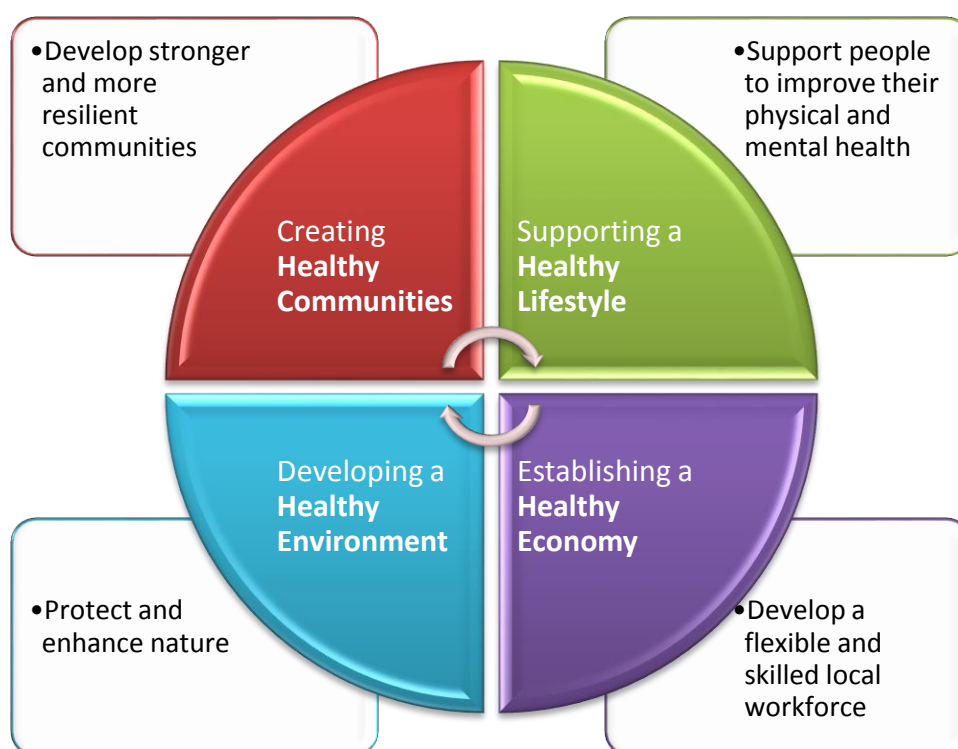 •Develop stronger
and more
resilient
communities
•Support people
to improve their
physical and
mental health
Creating
Healthy
Communities
Supporting a
Healthy
Lifestyle
Developing a
Healthy
Environment
Establishing a
Healthy
Economy
•Protect and
enhance nature
•Develop a
flexible and
skilled local
workforce